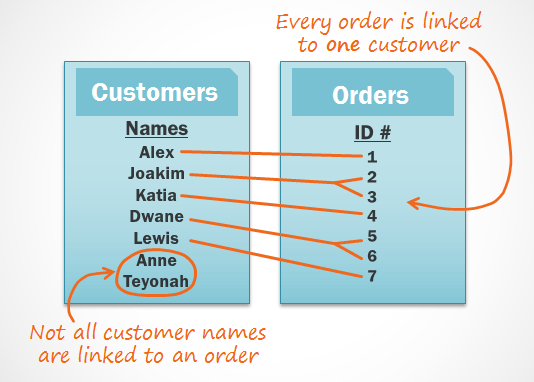 Every order is linked
to one customer
Customers
Names
Alex
Joakim
Katia
Dwane
Lewis
Anne
Teyonah
Orders
ID #
1
2
3
4
5
6
7
Not all customer names
are linked to an order